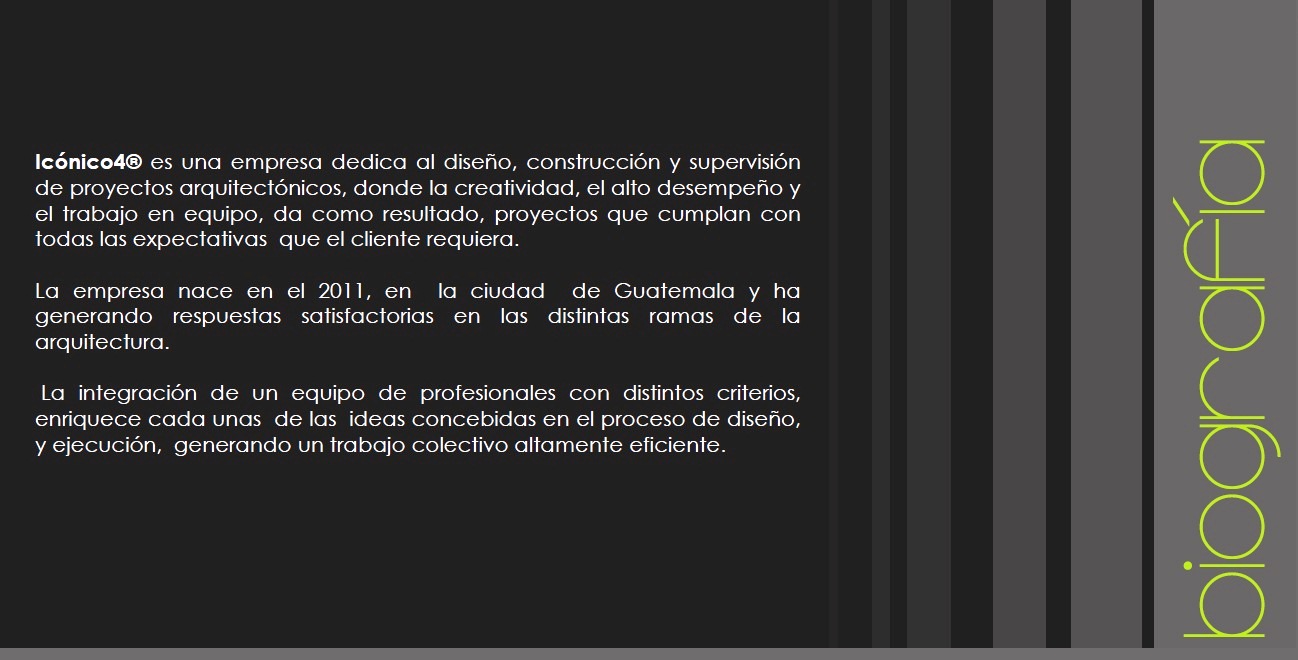 Icónico4® es una empresa dedica al diseño, construcción y supervisión
de proyectos arquitectónicos, donde la creatividad, el alto desempeño y
el trabajo en equipo, da como resultado, proyectos que cumplan con
todas las expectativas que el cliente requiera.
La empresa nace en el 2011, en la ciudad de Guatemala y ha
generando respuestas satisfactorias en las distintas ramas de la
arquitectura.
La integración de un equipo de profesionales con distintos criterios,
enriquece cada unas de las ideas concebidas en el proceso de diseño,
y ejecución, generando un trabajo colectivo altamente eficiente.
biografía